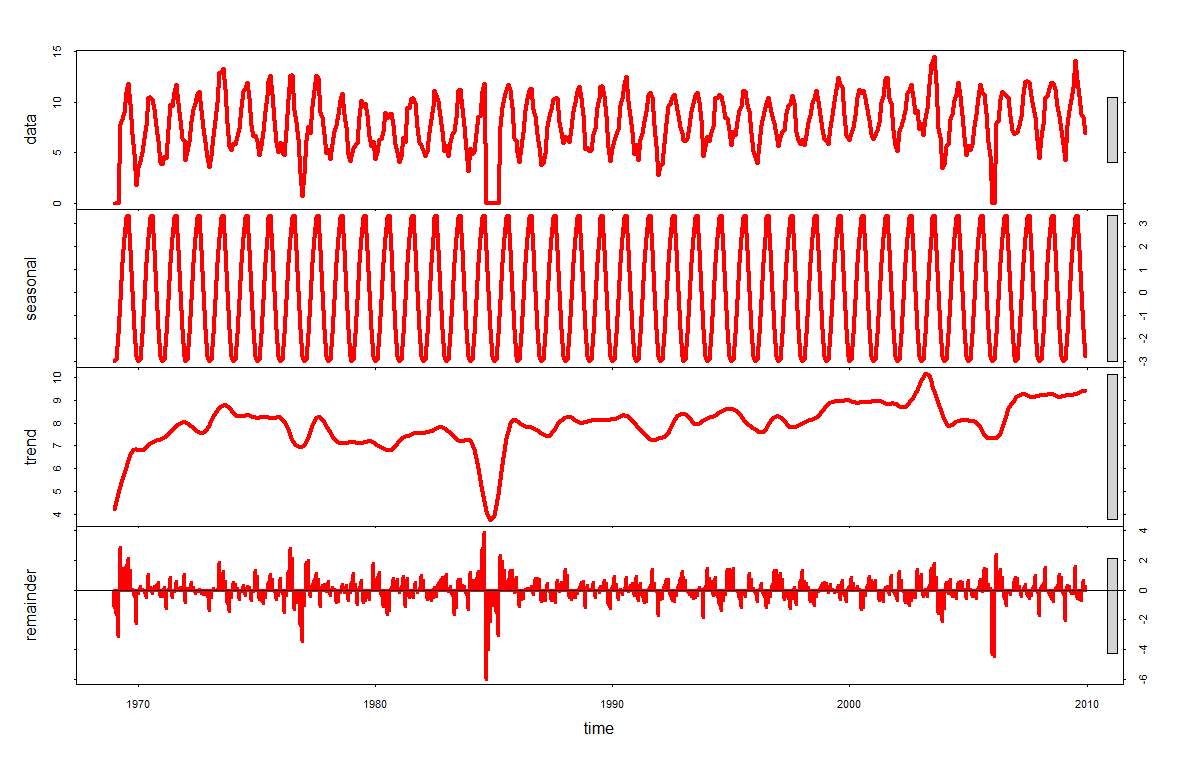 data
0 5 10 15
seasonal
-3 -2 -1 0 1 2 3
trend
4 5 6 7 8 9 10
remainder
-6 -4 -2 0 2 4
1970 1980 1990 2000 2010
time